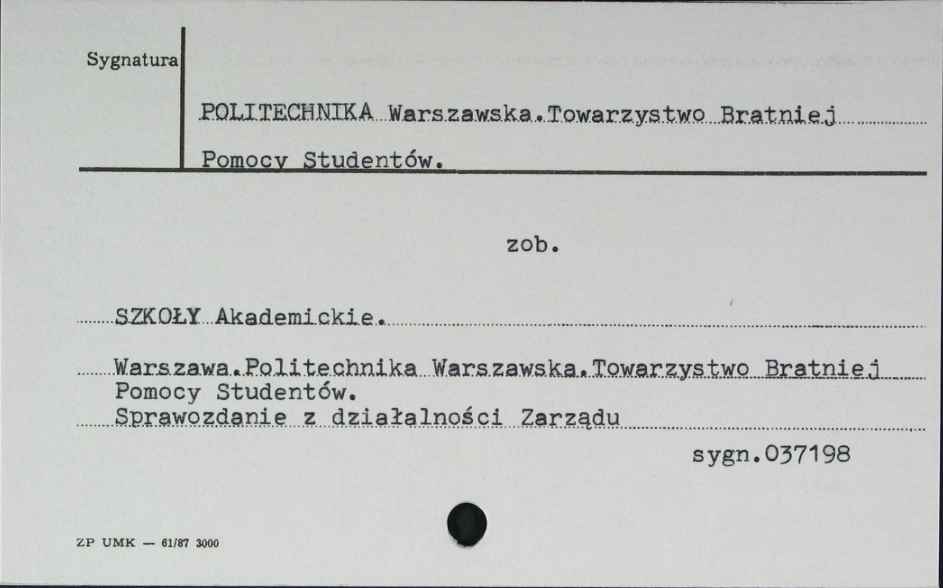 Sygnatura
POLITECHNIKA Warszawska.Towarzystwo Bratniej
Pomocy Studentów.
zob.
SZKOŁY Akademickie.
Warszawa.Politechnika Warszawska.Towarzystwo Bratniej
Pomocy Studentów.
Sprawozdanie z działalności Zarządu
sygn.037198
ZP UMK — 61/87 3000